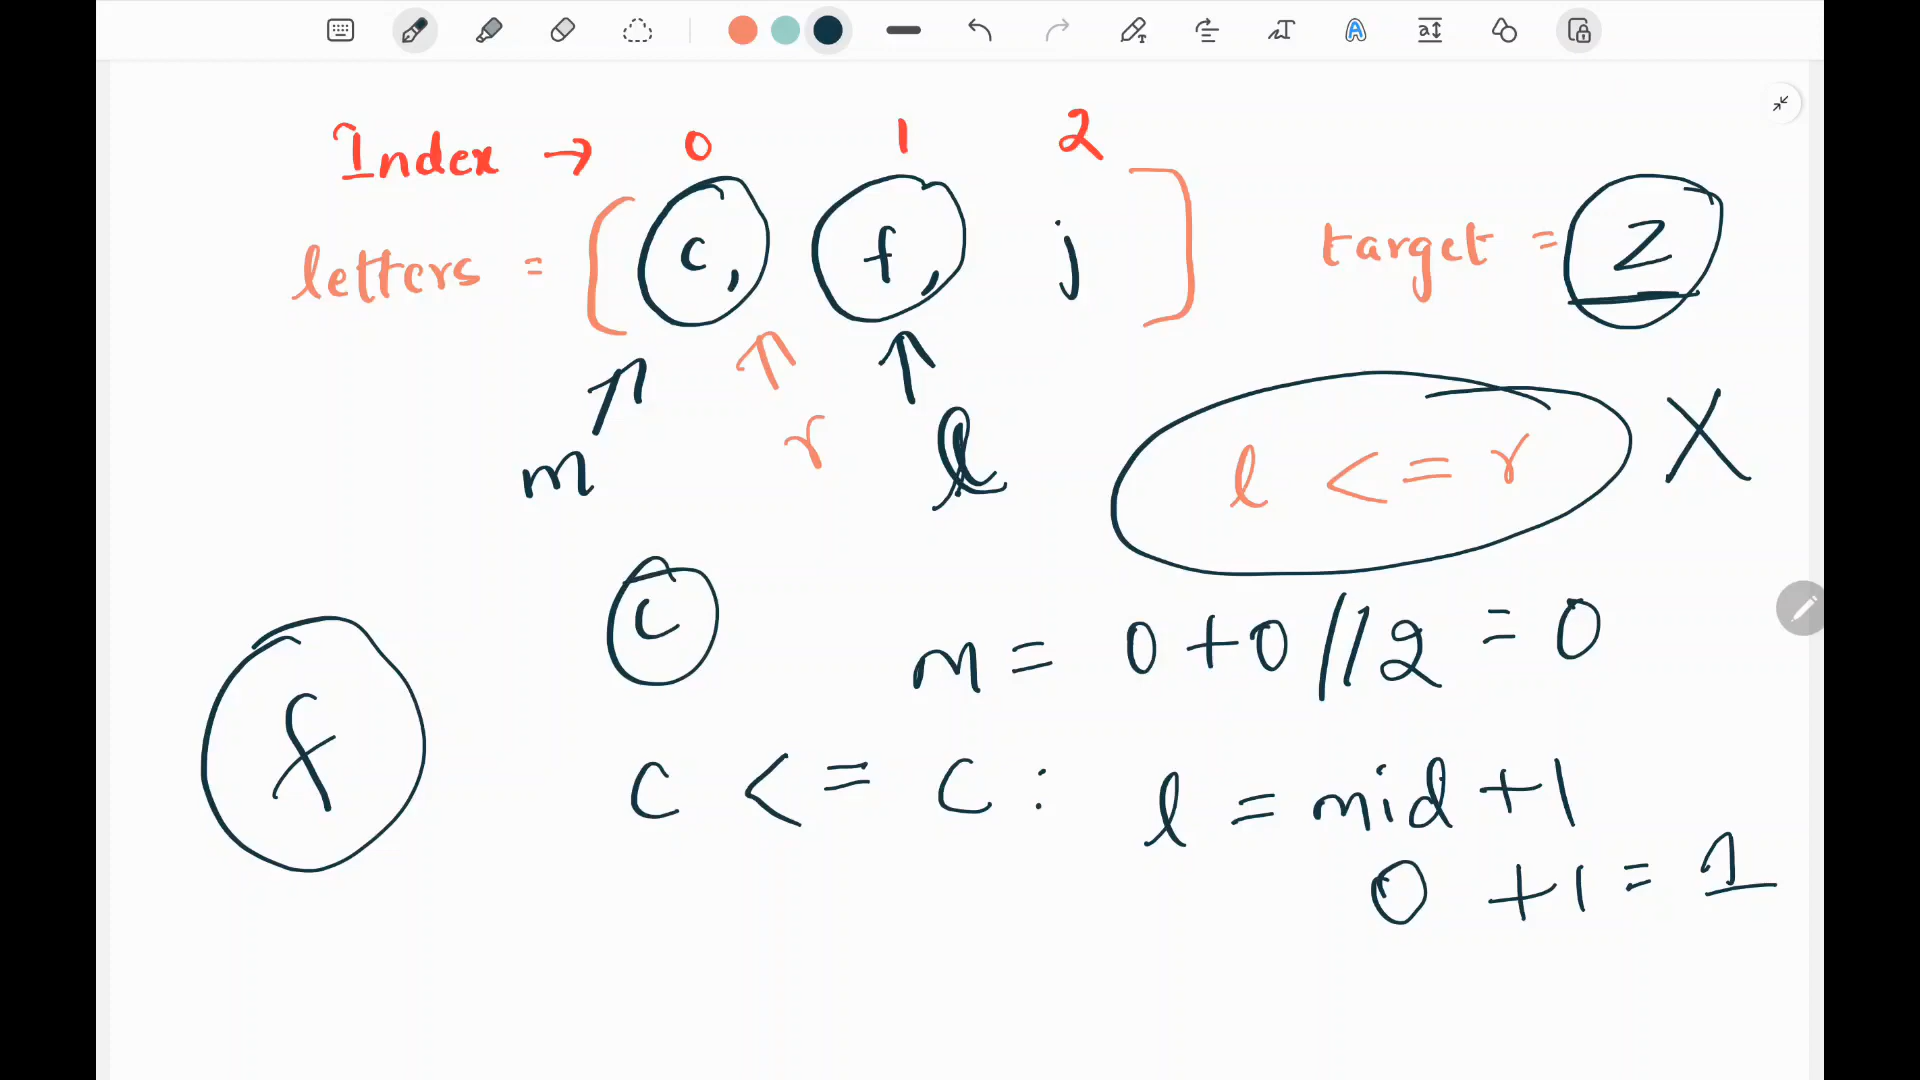 Index → 0 1 2
letters = [ c, f, j ] target = z
m r l
l <= r X
c
m = 0 + 0 // 2 = 0
f
c <= c : l = mid + 1
0 + 1 = 1